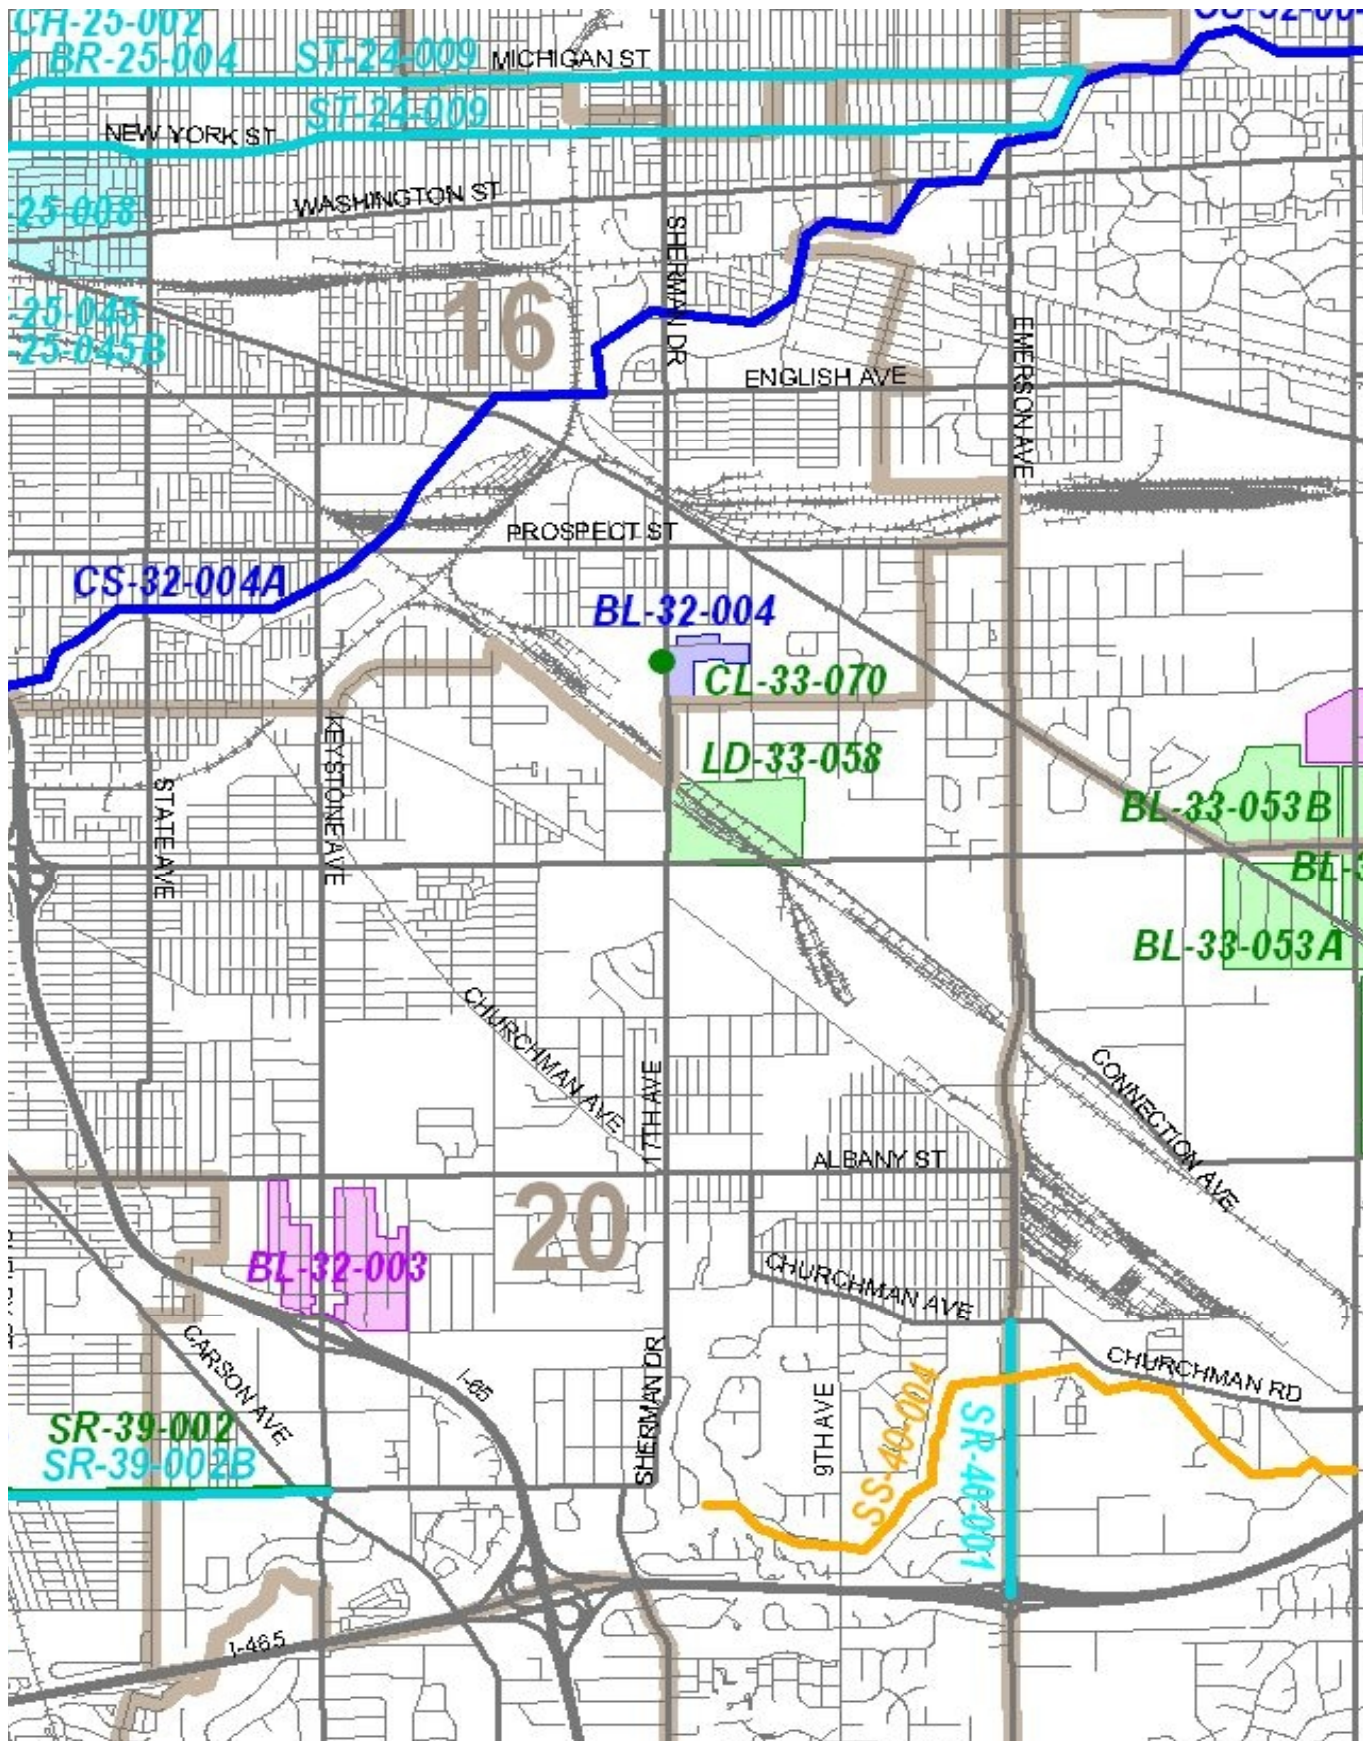 CH-25-002
BR-25-004
ST-24-009
MICHIGAN ST
ST-24-009
NEW YORK ST
WASHINGTON ST
-25-008
SHERMAN DR
-25-045
-25-045B
16
EMERSON AVE
ENGLISH AVE
PROSPECT ST
CS-32-004A
BL-32-004
CL-33-070
KEYSTONE AVE
LD-33-058
STATE AVE
BL-33-053B
BL-3
BL-33-053A
CHURCHMAN AVE
17TH AVE
CONNECTION AVE
ALBANY ST
20
BL-32-003
CHURCHMAN AVE
CARSON AVE
I-65
SHERMAN DR
CHURCHMAN RD
9TH AVE
SS-40-004
SR-40-001
SR-39-002
SR-39-002B
I-465